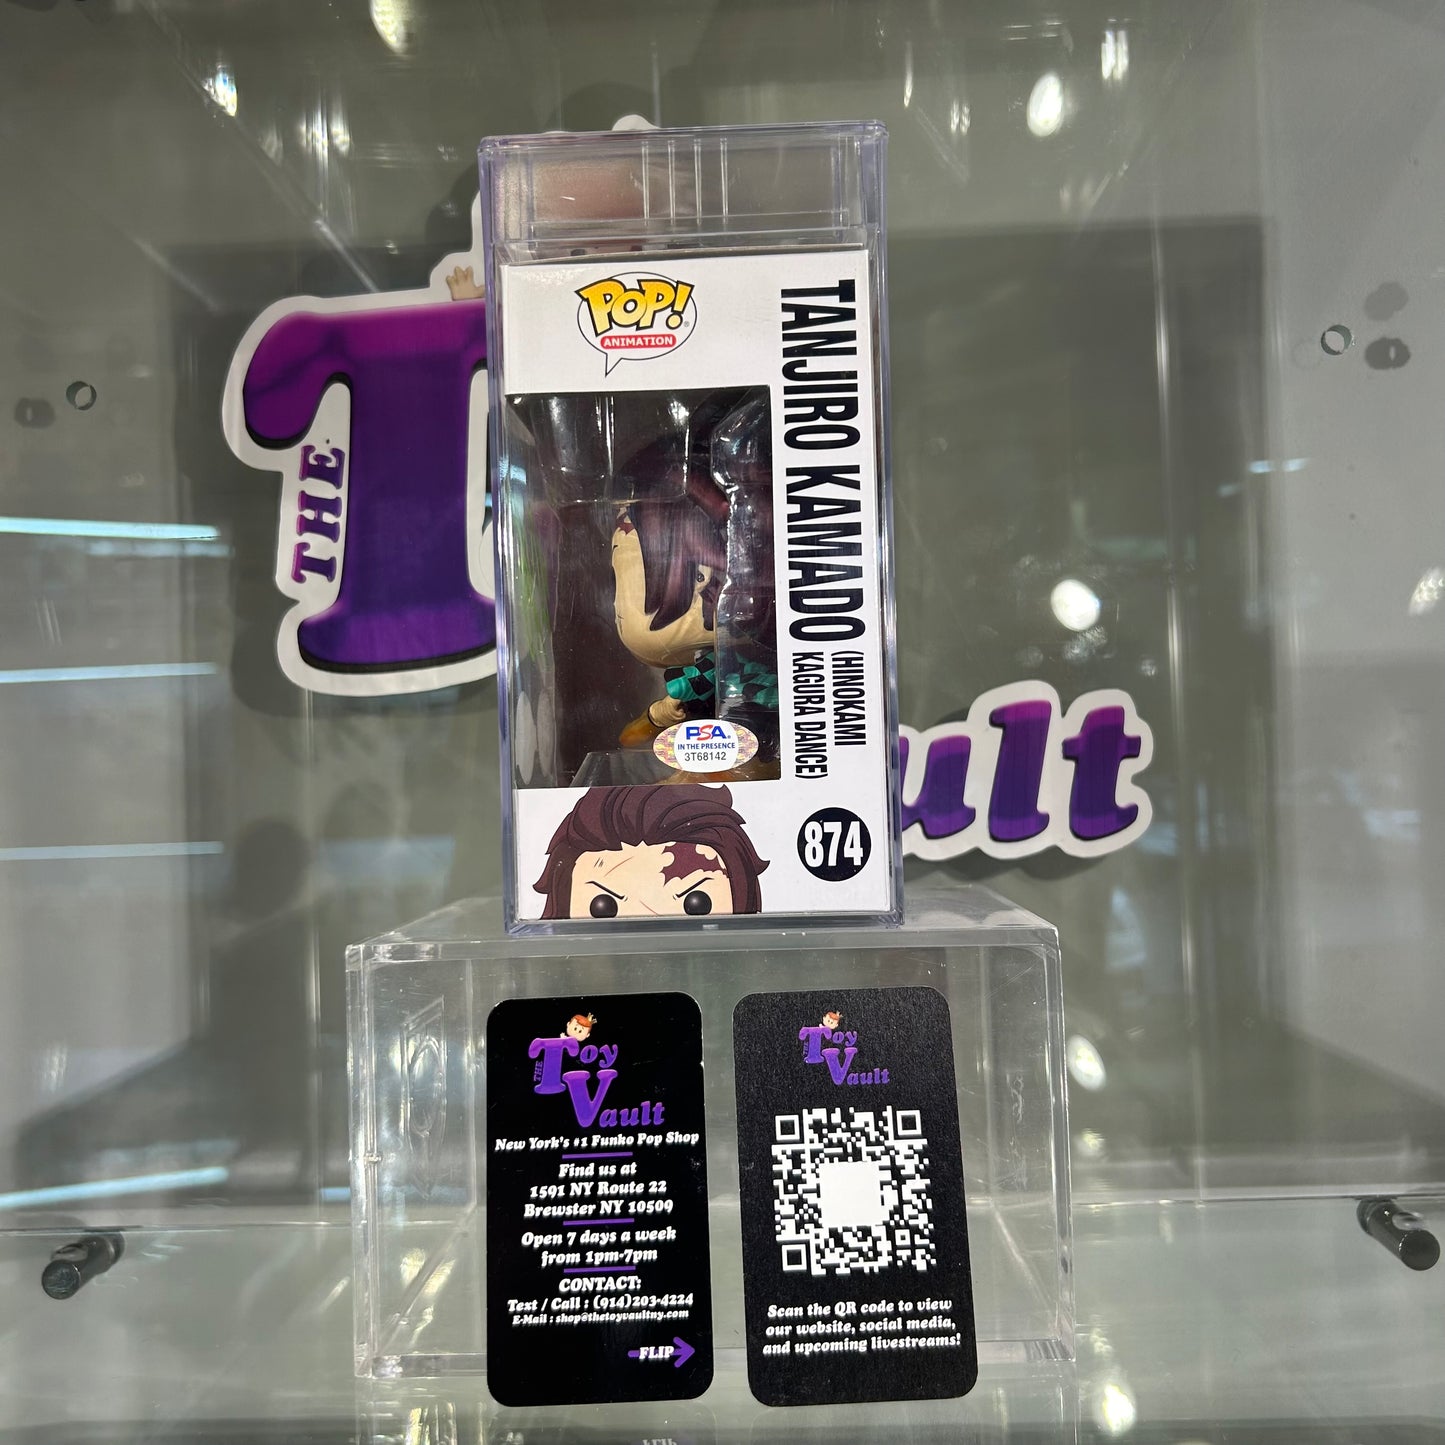 THE
T
ault
POP!
ANIMATION
TANJIRO KAMADO
(HINOKAMI
KAGURA DANCE)
PSA
IN THE PRESENCE
3T68142
874
THE Toy
Vault
New York's #1 Funko Pop Shop
Find us at
1591 NY Route 22
Brewster NY 10509
Open 7 days a week
from 1pm-7pm
CONTACT:
Text / Call : (914)203-4224
E-Mail : shop@thetoyvaultny.com
FLIP
THE Toy
Vault
Scan the QR code to view
our website, social media,
and upcoming livestreams!